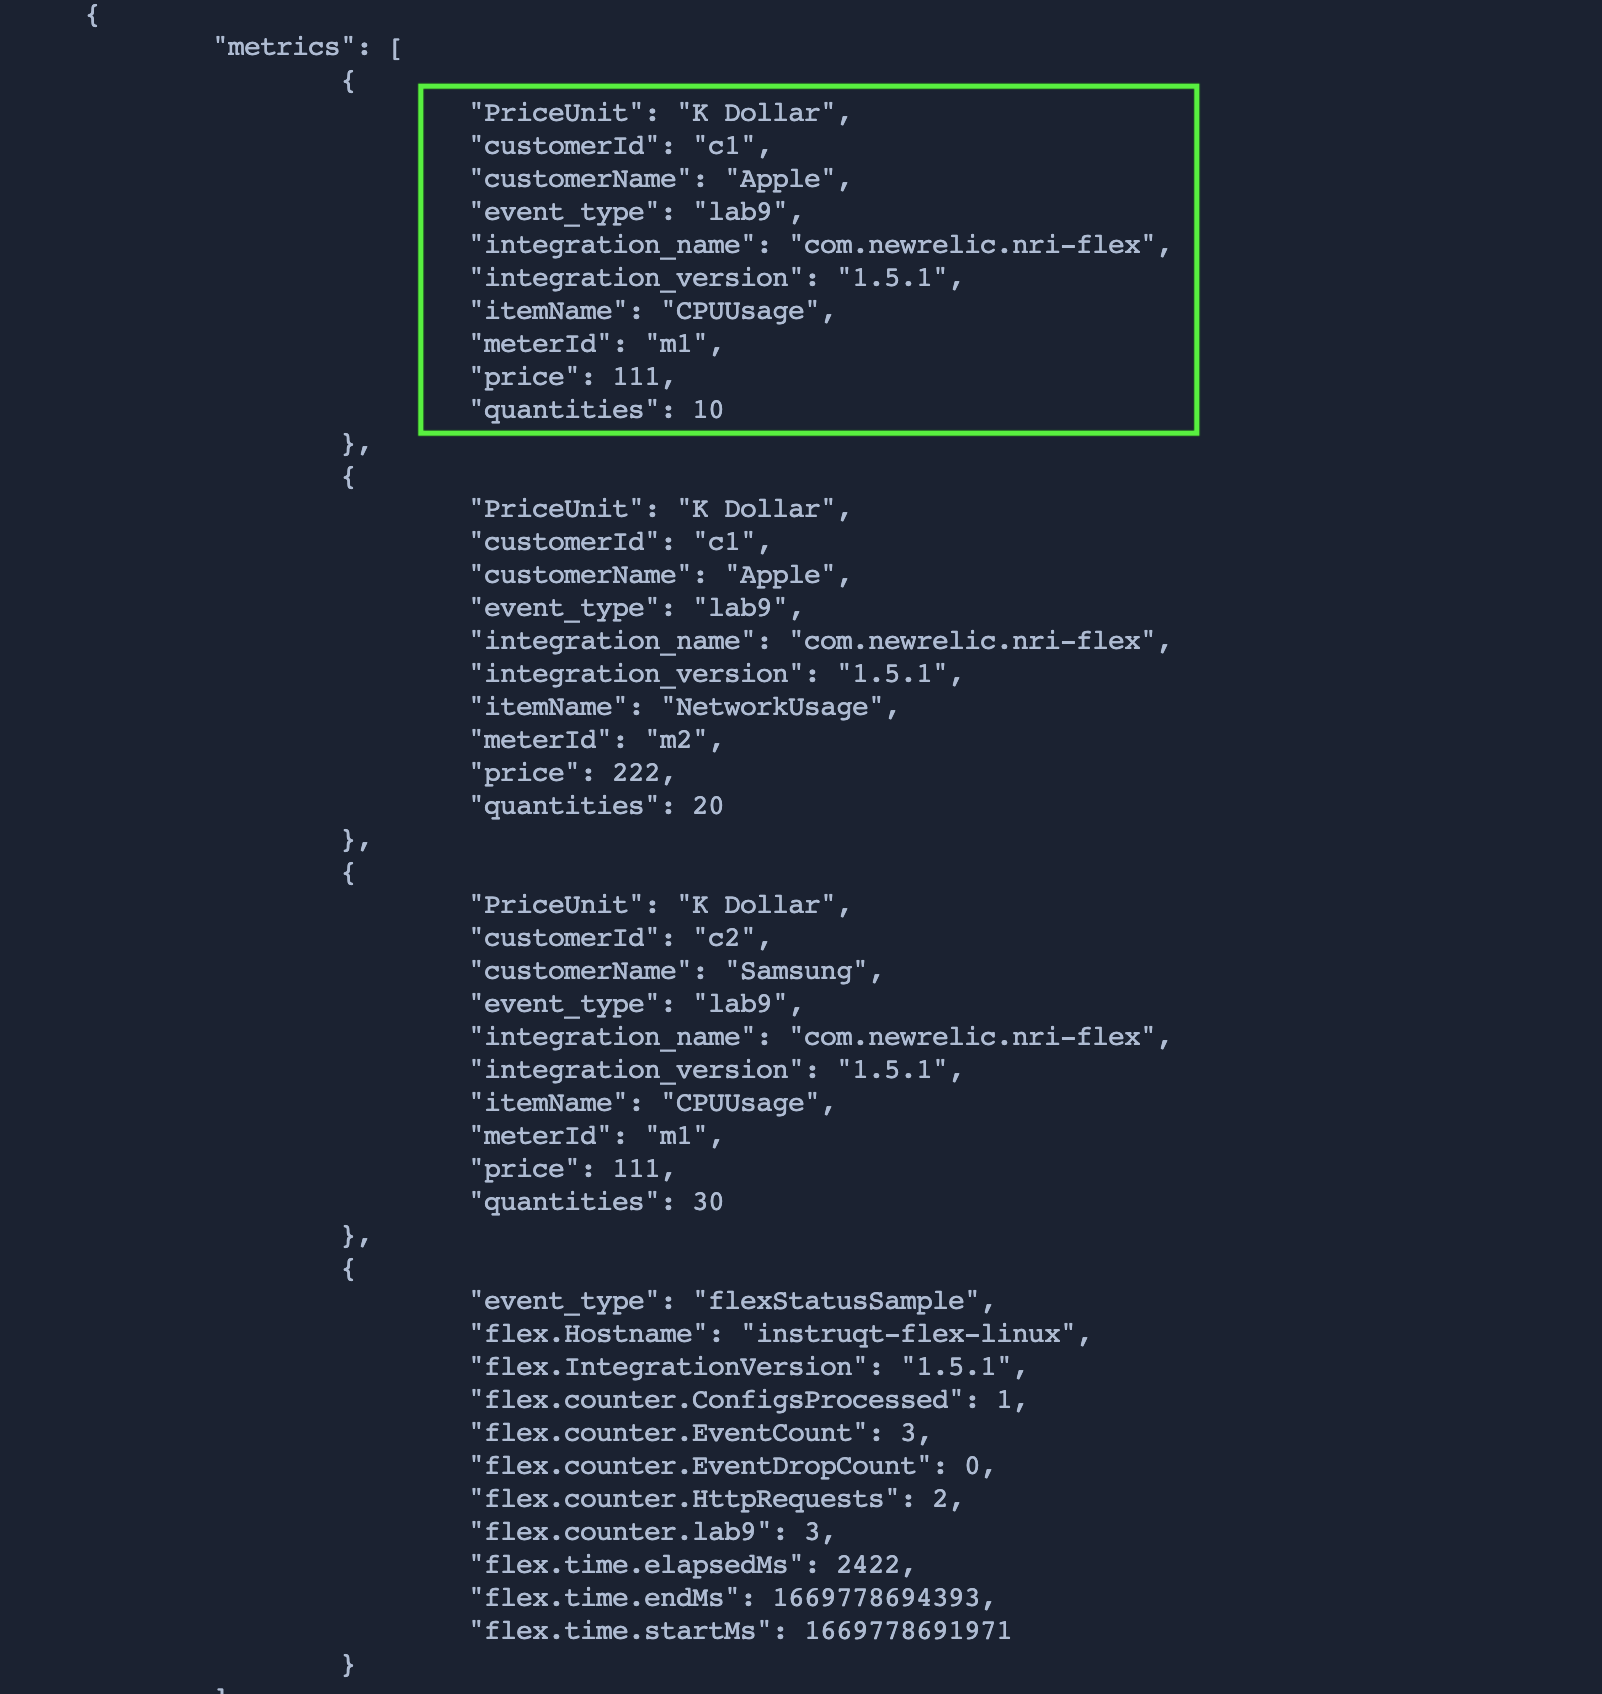 {
"metrics": [
{
"PriceUnit": "K Dollar",
"customerId": "c1",
"customerName": "Apple",
"event_type": "lab9",
"integration_name": "com.newrelic.nri-flex",
"integration_version": "1.5.1",
"itemName": "CPUUsage",
"meterId": "m1",
"price": 111,
"quantities": 10
},
{
"PriceUnit": "K Dollar",
"customerId": "c1",
"customerName": "Apple",
"event_type": "lab9",
"integration_name": "com.newrelic.nri-flex",
"integration_version": "1.5.1",
"itemName": "NetworkUsage",
"meterId": "m2",
"price": 222,
"quantities": 20
},
{
"PriceUnit": "K Dollar",
"customerId": "c2",
"customerName": "Samsung",
"event_type": "lab9",
"integration_name": "com.newrelic.nri-flex",
"integration_version": "1.5.1",
"itemName": "CPUUsage",
"meterId": "m1",
"price": 111,
"quantities": 30
},
{
"event_type": "flexStatusSample",
"flex.Hostname": "instruqt-flex-linux",
"flex.IntegrationVersion": "1.5.1",
"flex.counter.ConfigsProcessed": 1,
"flex.counter.EventCount": 3,
"flex.counter.EventDropCount": 0,
"flex.counter.HttpRequests": 2,
"flex.counter.lab9": 3,
"flex.time.elapsedMs": 2422,
"flex.time.endMs": 1669778694393,
"flex.time.startMs": 1669778691971
}